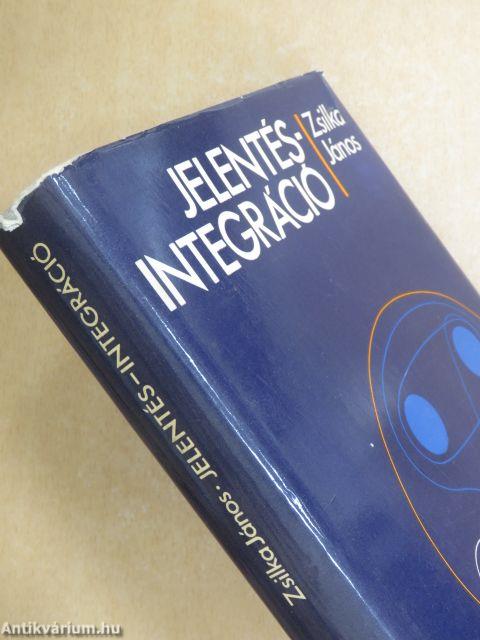 JELENTÉS-
INTEGRÁCIÓ
Zsilka
János
Zsilka János · JELENTÉS–INTEGRÁCIÓ
Antikvárium.hu